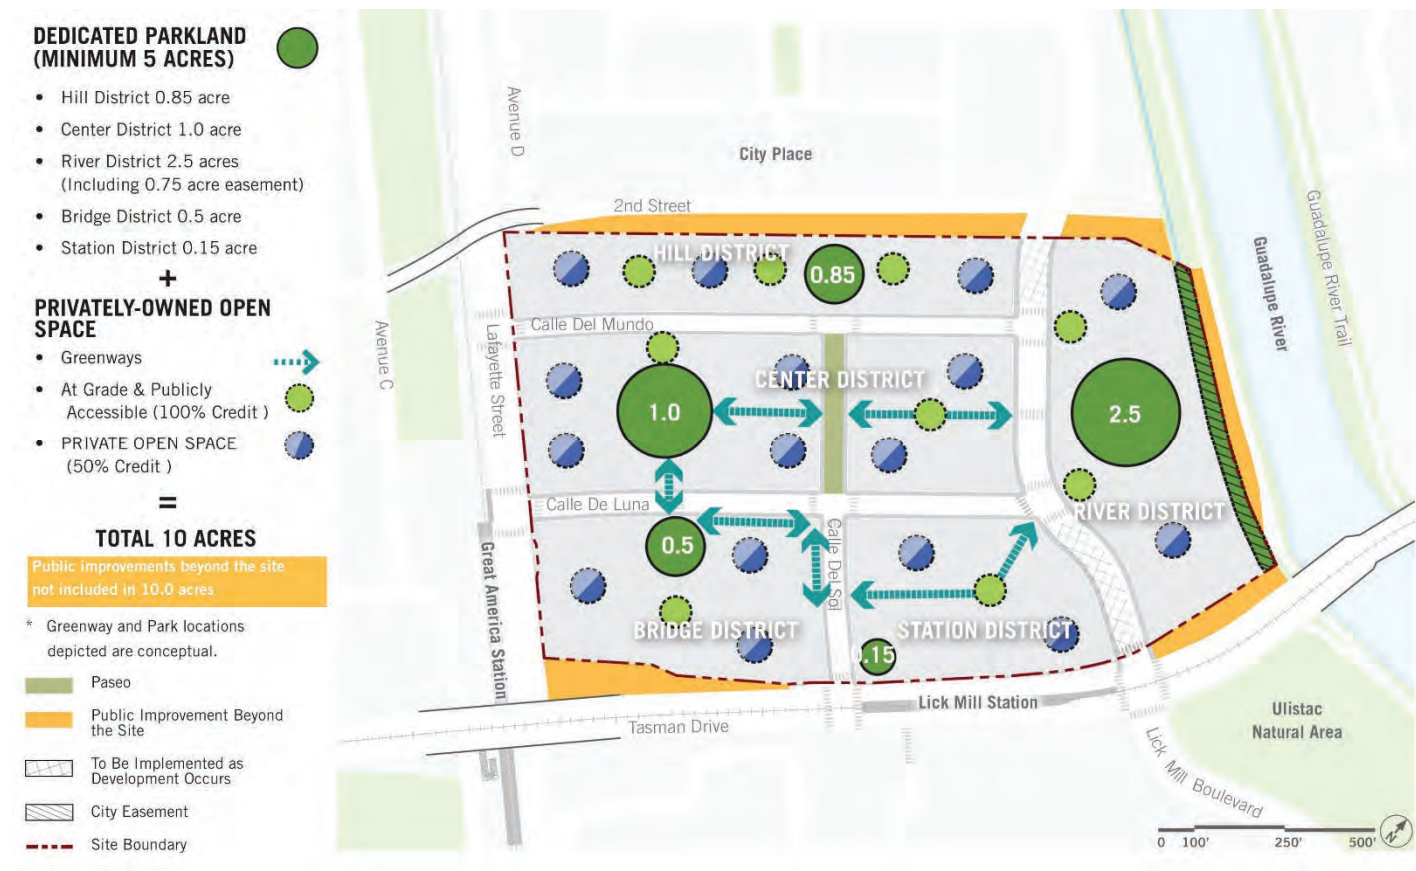 DEDICATED PARKLAND
(MINIMUM 5 ACRES)
• Hill District 0.85 acre
• Center District 1.0 acre
• River District 2.5 acres
(Including 0.75 acre easement)
• Bridge District 0.5 acre
• Station District 0.15 acre
+
PRIVATELY-OWNED OPEN
SPACE
• Greenways
• At Grade & Publicly
Accessible (100% Credit )
• PRIVATE OPEN SPACE
(50% Credit )
=
TOTAL 10 ACRES
Public improvements beyond the site
not included in 10.0 acres
* Greenway and Park locations
depicted are conceptual.
Paseo
Public Improvement Beyond
the Site
To Be Implemented as
Development Occurs
City Easement
Site Boundary
Avenue D
City Place
2nd Street
HILL DISTRICT
0.85
Guadalupe River
Guadalupe River Trail
Avenue C
Lafayette Street
Calle Del Mundo
CENTER DISTRICT
1.0
2.5
Calle De Luna
RIVER DISTRICT
0.5
Calle Del Sol
Great America Station
BRIDGE DISTRICT
STATION DISTRICT
0.15
Lick Mill Station
Tasman Drive
Ulistac
Natural Area
Lick Mill Boulevard
0 100' 250' 500'
N